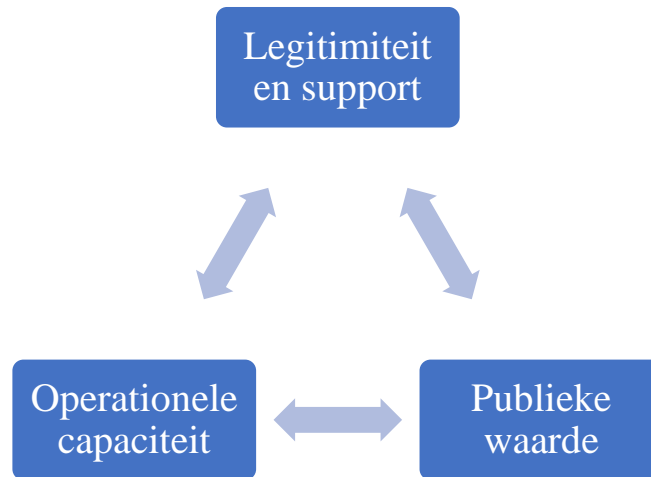 Legitimiteit
en support
Operationele
capaciteit
Publieke
waarde